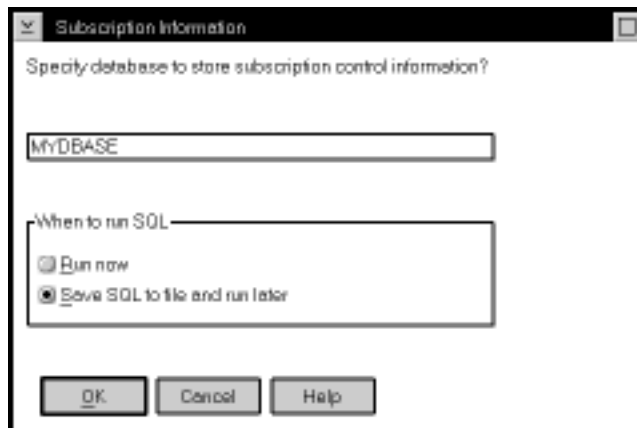 Subscription Information
Specify database to store subscription control information?
MYDBASE
When to run SQL
Run now
Save SQL to file and run later
OK Cancel Help